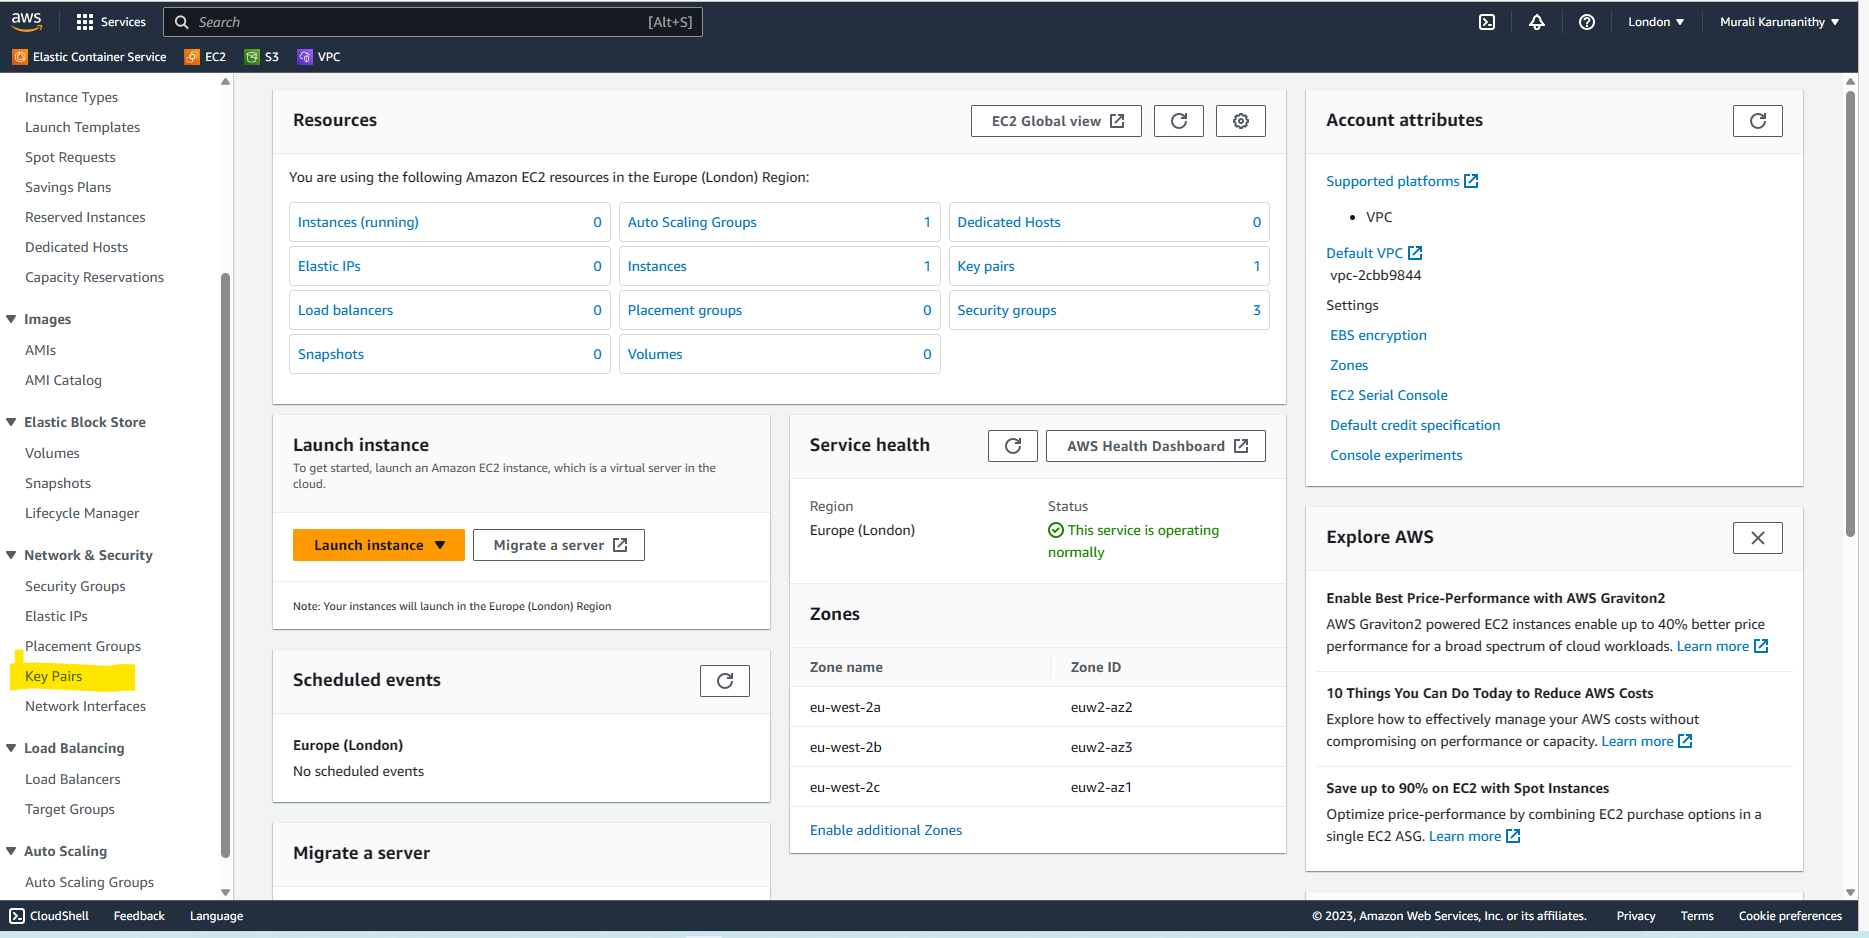 aws
Services
Search
[Alt+S]
London
Murali Karunanithy
Elastic Container Service
EC2
S3
VPC
Instance Types
Launch Templates
Spot Requests
Savings Plans
Reserved Instances
Dedicated Hosts
Capacity Reservations
Images
AMIs
AMI Catalog
Elastic Block Store
Volumes
Snapshots
Lifecycle Manager
Network & Security
Security Groups
Elastic IPs
Placement Groups
Key Pairs
Network Interfaces
Load Balancing
Load Balancers
Target Groups
Auto Scaling
Auto Scaling Groups
Resources
EC2 Global view
You are using the following Amazon EC2 resources in the Europe (London) Region:
Instances (running) 0
Auto Scaling Groups 1
Dedicated Hosts 0
Elastic IPs 0
Instances 1
Key pairs 1
Load balancers 0
Placement groups 0
Security groups 3
Snapshots 0
Volumes 0
Launch instance
To get started, launch an Amazon EC2 instance, which is a virtual server in the
cloud.
Launch instance
Migrate a server
Note: Your instances will launch in the Europe (London) Region
Scheduled events
Europe (London)
No scheduled events
Migrate a server
Service health
AWS Health Dashboard
Region
Europe (London)
Status
This service is operating
normally
Zones
Zone name Zone ID
eu-west-2a euw2-az2
eu-west-2b euw2-az3
eu-west-2c euw2-az1
Enable additional Zones
Account attributes
Supported platforms
• VPC
Default VPC
vpc-2cbb9844
Settings
EBS encryption
Zones
EC2 Serial Console
Default credit specification
Console experiments
Explore AWS
Enable Best Price-Performance with AWS Graviton2
AWS Graviton2 powered EC2 instances enable up to 40% better price
performance for a broad spectrum of cloud workloads. Learn more
10 Things You Can Do Today to Reduce AWS Costs
Explore how to effectively manage your AWS costs without
compromising on performance or capacity. Learn more
Save up to 90% on EC2 with Spot Instances
Optimize price-performance by combining EC2 purchase options in a
single EC2 ASG. Learn more
CloudShell
Feedback
Language
© 2023, Amazon Web Services, Inc. or its affiliates.
Privacy
Terms
Cookie preferences